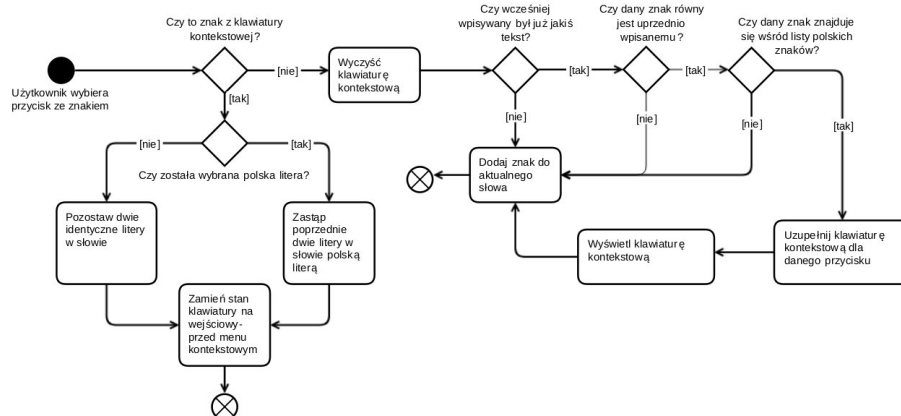 Czy to znak z klawiatury
kontekstowej?
Czy wcześniej
wpisywany był już jakiś
tekst?
Czy dany znak równy
jest uprzednio
wpisanemu?
Czy dany znak znajduje
się wśród listy polskich
znaków?
Użytkownik wybiera
przycisk ze znakiem
[nie]
Wyczyść
klawiaturę
kontekstową
[tak]
[tak]
[tak]
[nie]
[nie]
[nie]
[tak]
[nie]
[tak]
Czy została wybrana polska litera?
Dodaj znak do
aktualnego
słowa
Pozostaw dwie
identyczne litery
w słowie
Zastąp
poprzednie
dwie litery w
słowie polską
literą
Wyświetl klawiaturę
kontekstową
Uzupełnij klawiaturę
kontekstową dla
danego przycisku
Zamień stan
klawiatury na
wejściowy-
przed menu
kontekstowym